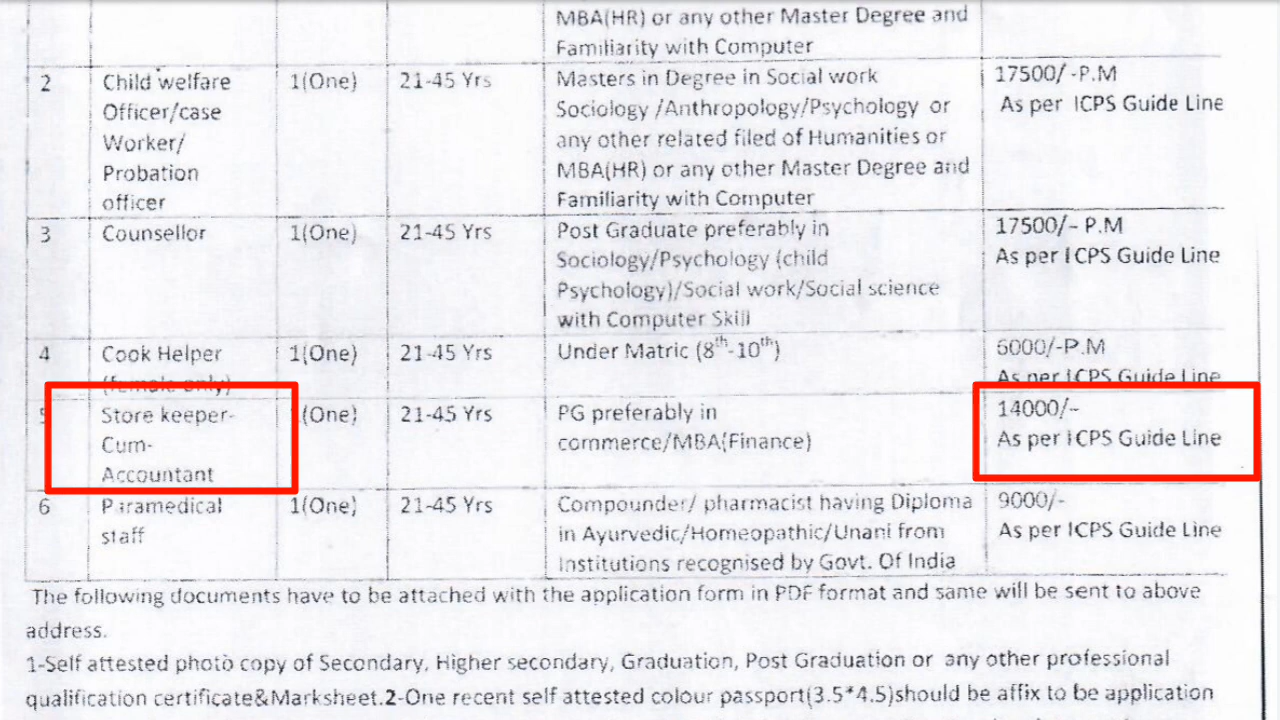 MBA(HR) or any other Master Degree and
Familiarity with Computer
2 Child welfare 1(One) 21-45 Yrs Masters in Degree in Social work 17500/-P.M
Officer/case Sociology /Anthropology/Psychology or As per ICPS Guide Line
Worker/ any other related filed of Humanities or
Probation MBA(HR) or any other Master Degree and
officer Familiarity with Computer
3 Counsellor 1(One) 21-45 Yrs Post Graduate preferably in 17500/- P.M
Sociology/Psychology (child As per ICPS Guide Line
Psychology)/Social work/Social science
with Computer Skill
4 Cook Helper 1(One) 21-45 Yrs Under Matric (8th-10th) 6000/-P.M
(female only) As per ICPS Guide Line
5 Store keeper- 1(One) 21-45 Yrs PG preferably in 14000/-
Cum- commerce/MBA(Finance) As per ICPS Guide Line
Accountant
6 Paramedical 1(One) 21-45 Yrs Compounder/ pharmacist having Diploma 9000/-
staff in Ayurvedic/Homeopathic/Unani from As per ICPS Guide Line
Institutions recognised by Govt. Of India
The following documents have to be attached with the application form in PDF format and same will be sent to above
address.
1-Self attested photo copy of Secondary, Higher secondary, Graduation, Post Graduation or any other professional
qualification certificate&Marksheet.2-One recent self attested colour passport(3.5*4.5)should be affix to be application